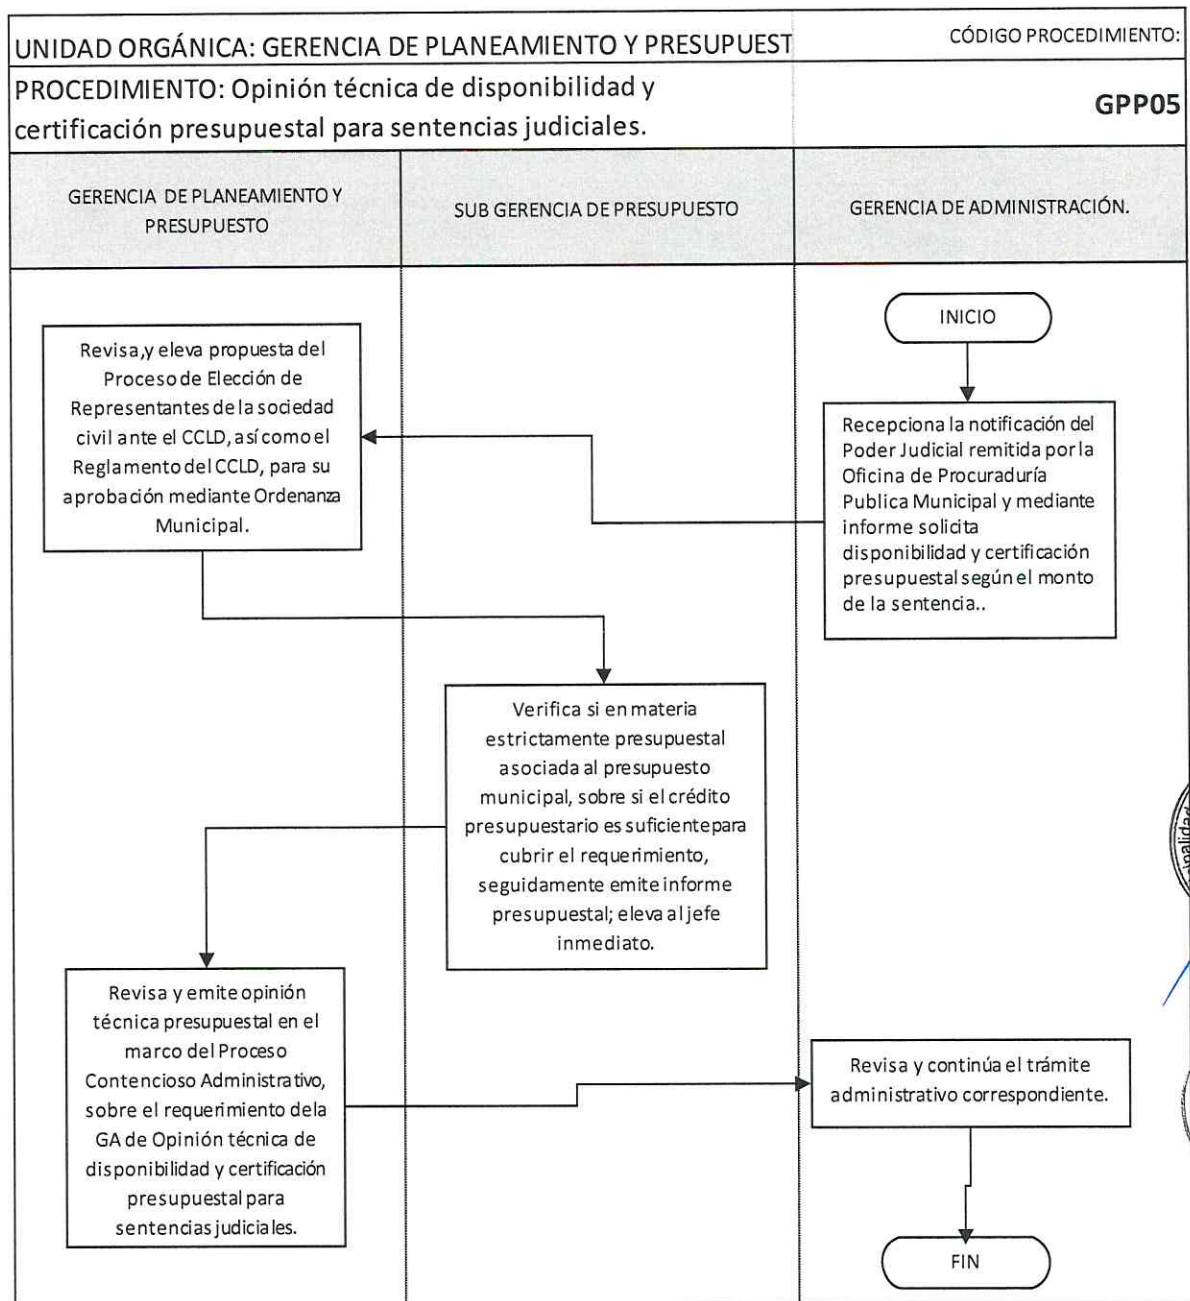 UNIDAD ORGÁNICA: GERENCIA DE PLANEAMIENTO Y PRESUPUEST
CÓDIGO PROCEDIMIENTO:
PROCEDIMIENTO: Opinión técnica de disponibilidad y
certificación presupuestal para sentencias judiciales.
GPP05
GERENCIA DE PLANEAMIENTO Y
PRESUPUESTO
SUB GERENCIA DE PRESUPUESTO
GERENCIA DE ADMINISTRACIÓN.
INICIO
Recepciona la notificación del
Poder Judicial remitida por la
Oficina de Procuraduría
Publica Municipal y mediante
informe solicita
disponibilidad y certificación
presupuestal según el monto
de la sentencia..
Revisa,y eleva propuesta del
Proceso de Elección de
Representantes de la sociedad
civil ante el CCLD, así como el
Reglamento del CCLD, para su
aprobación mediante Ordenanza
Municipal.
Verifica si en materia
estrictamente presupuestal
asociada al presupuesto
municipal, sobre si el crédito
presupuestario es suficiente para
cubrir el requerimiento,
seguidamente emite informe
presupuestal; eleva al jefe
inmediato.
Revisa y emite opinión
técnica presupuestal en el
marco del Proceso
Contencioso Administrativo,
sobre el requerimiento dela
GA de Opinión técnica de
disponibilidad y certificación
presupuestal para
sentencias judiciales.
Revisa y continúa el trámite
administrativo correspondiente.
FIN